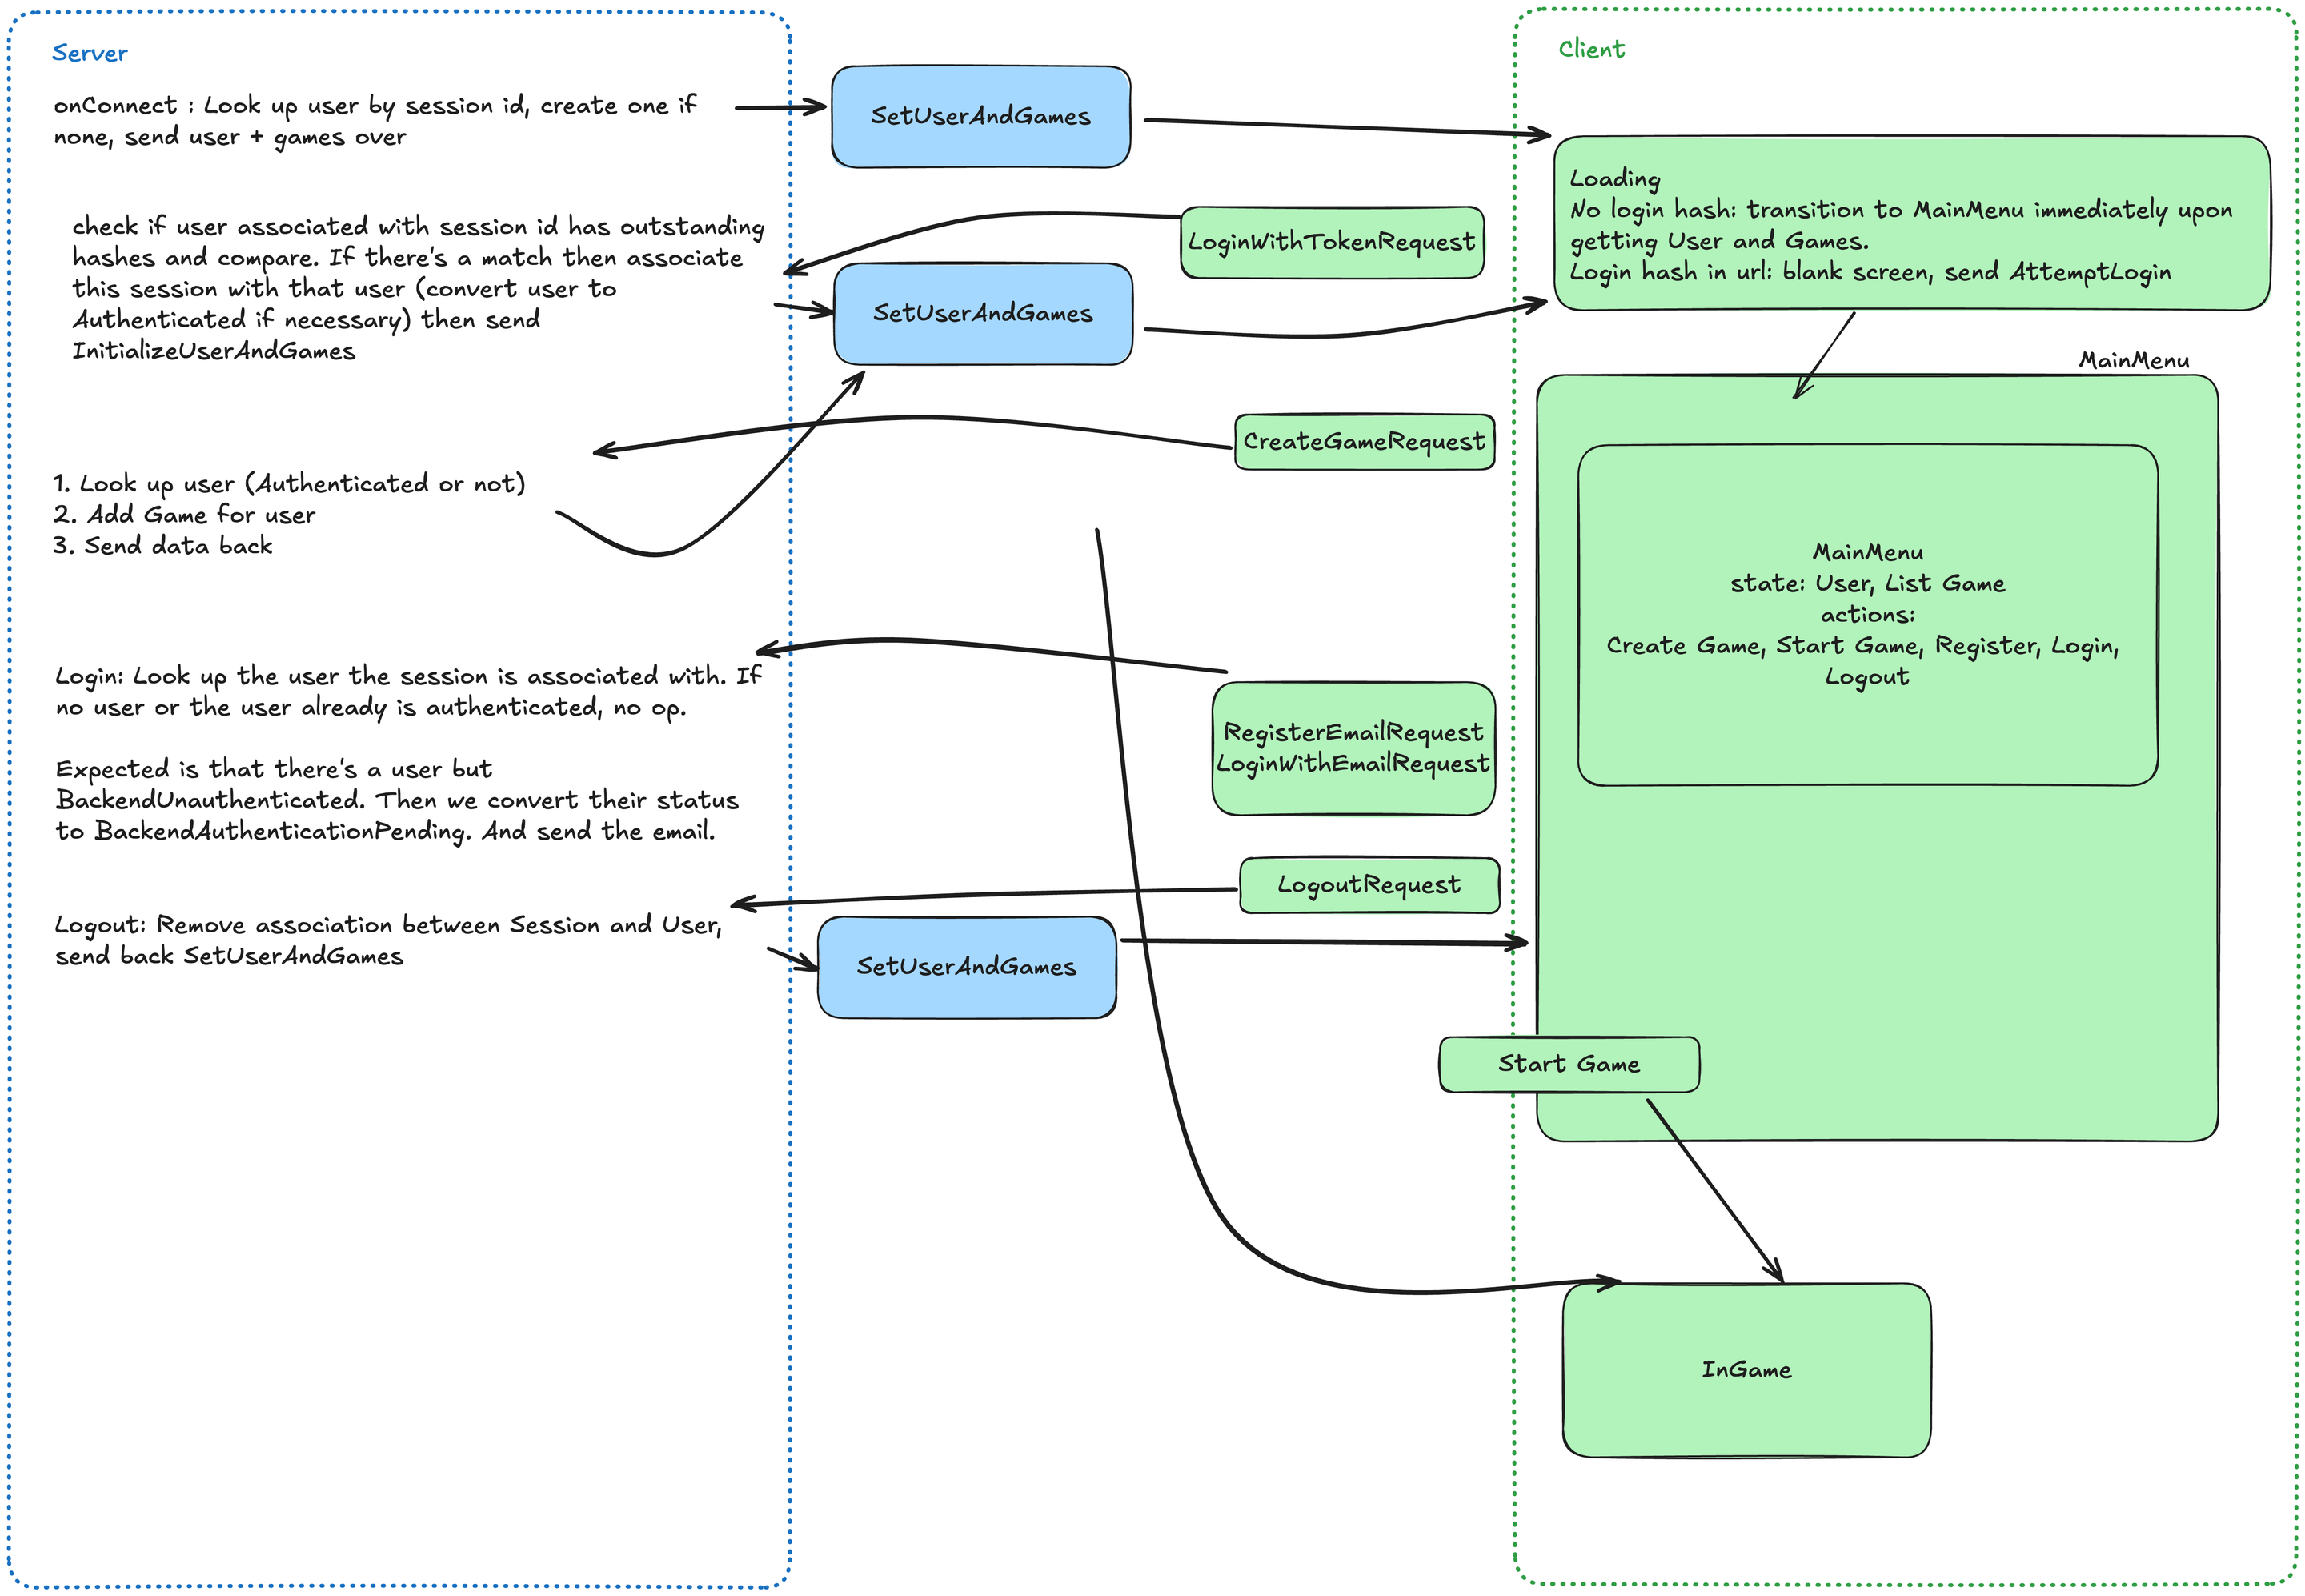 Server
onConnect : Look up user by session id, create one if
none, send user + games over
SetUserAndGames
Client
Loading
No login hash: transition to MainMenu immediately upon
getting User and Games.
Login hash in url: blank screen, send AttemptLogin
check if user associated with session id has outstanding
hashes and compare. If there's a match then associate
this session with that user (convert user to
Authenticated if necessary) then send
InitializeUserAndGames
LoginWithTokenRequest
SetUserAndGames
MainMenu
CreateGameRequest
1. Look up user (Authenticated or not)
2. Add Game for user
3. Send data back
MainMenu
state: User, List Game
actions:
Create Game, Start Game, Register, Login,
Logout
Login: Look up the user the session is associated with. If
no user or the user already is authenticated, no op.
Expected is that there's a user but
BackendUnauthenticated. Then we convert their status
to BackendAuthenticationPending. And send the email.
RegisterEmailRequest
LoginWithEmailRequest
LogoutRequest
Logout: Remove association between Session and User,
send back SetUserAndGames
SetUserAndGames
Start Game
InGame